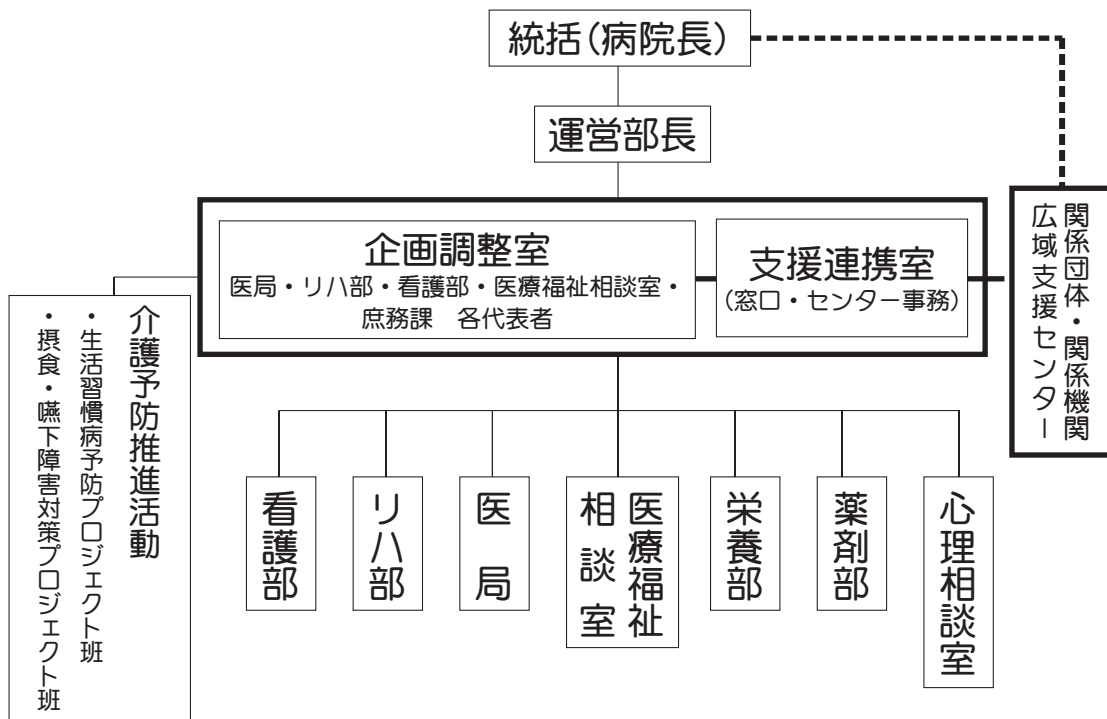 統括(病院長)
運営部長
企画調整室
医局・リハ部・看護部・医療福祉相談室・
庶務課　各代表者
支援連携室
(窓口・センター事務)
関係団体・関係機関
広域支援センター
介護予防推進活動
・生活習慣病予防プロジェクト班
・摂食・嚥下障害対策プロジェクト班
看護部
リハ部
医局
医療福祉
相談室
栄養部
薬剤部
心理相談室